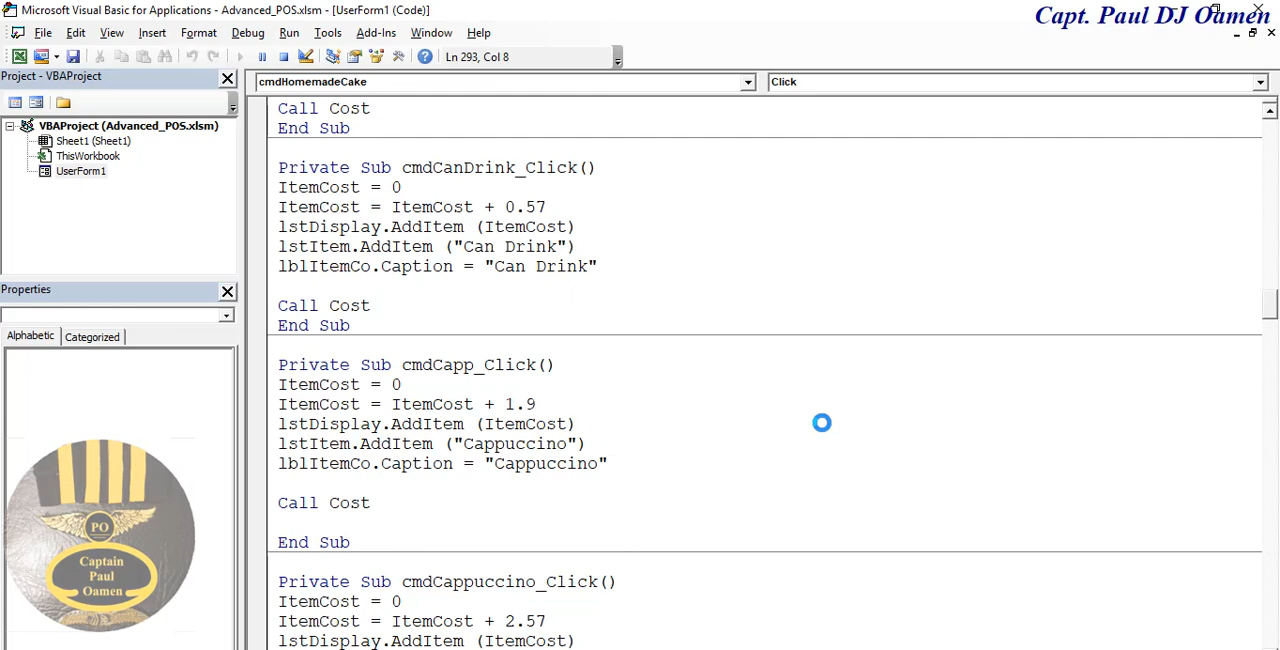 Microsoft Visual Basic for Applications - Advanced_POS.xlsm - [UserForm1 (Code)]
Capt. Paul DJ Oamen
File Edit View Insert Format Debug Run Tools Add-Ins Window Help
Ln 293, Col 8
Project - VBAProject
cmdHomemadeCake
Click
VBAProject (Advanced_POS.xlsm)
Sheet1 (Sheet1)
ThisWorkbook
UserForm1
Properties
Alphabetic Categorized
PO
Captain
Paul
Oamen
Call Cost
End Sub
Private Sub cmdCanDrink_Click()
ItemCost = 0
ItemCost = ItemCost + 0.57
lstDisplay.AddItem (ItemCost)
lstItem.AddItem ("Can Drink")
lblItemCo.Caption = "Can Drink"
Call Cost
End Sub
Private Sub cmdCapp_Click()
ItemCost = 0
ItemCost = ItemCost + 1.9
lstDisplay.AddItem (ItemCost)
lstItem.AddItem ("Cappuccino")
lblItemCo.Caption = "Cappuccino"
Call Cost
End Sub
Private Sub cmdCappuccino_Click()
ItemCost = 0
ItemCost = ItemCost + 2.57
lstDisplay.AddItem (ItemCost)